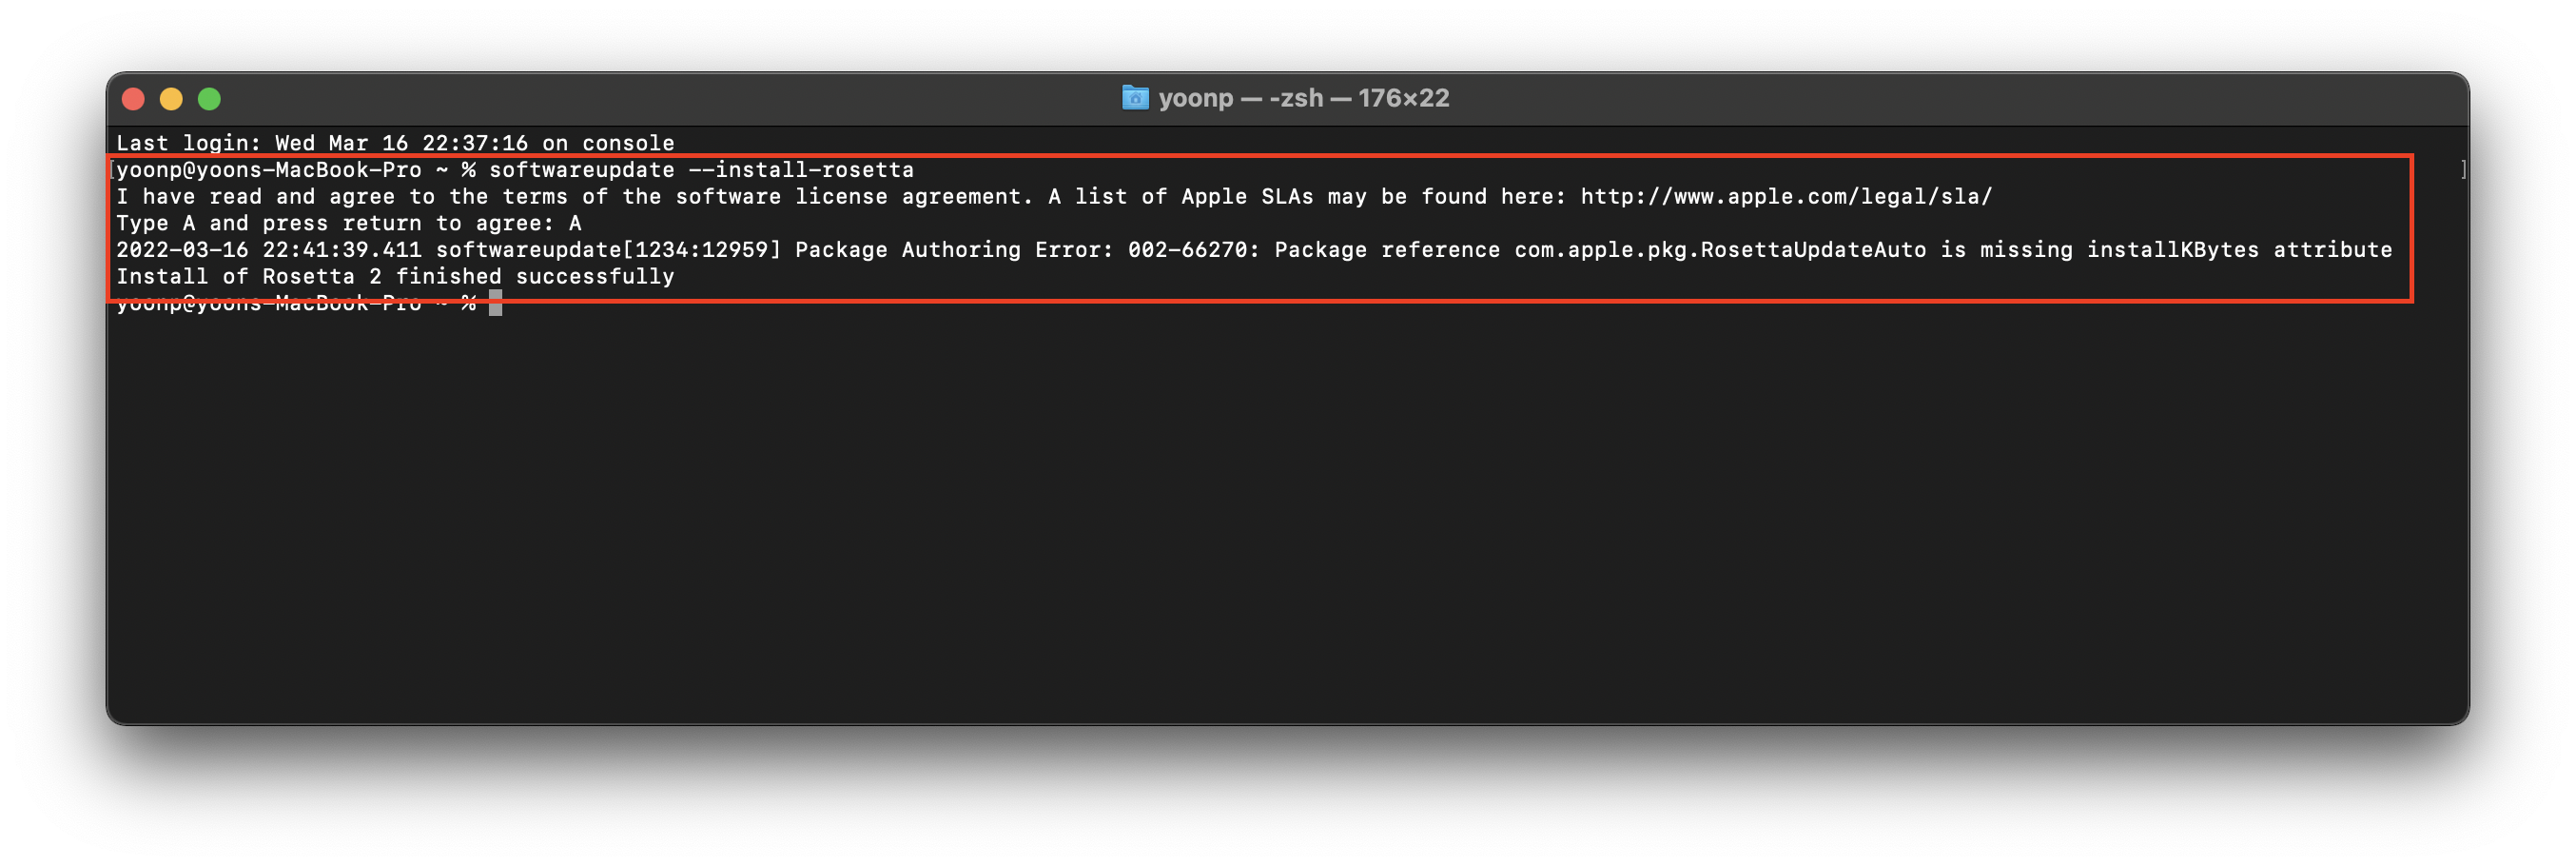 yoonp — -zsh — 176×22
Last login: Wed Mar 16 22:37:16 on console
[yoonp@yoons-MacBook-Pro ~ % softwareupdate --install-rosetta ]
I have read and agree to the terms of the software license agreement. A list of Apple SLAs may be found here: http://www.apple.com/legal/sla/
Type A and press return to agree: A
2022-03-16 22:41:39.411 softwareupdate[1234:12959] Package Authoring Error: 002-66270: Package reference com.apple.pkg.RosettaUpdateAuto is missing installKBytes attribute
Install of Rosetta 2 finished successfully
yoonp@yoons-MacBook-Pro ~ %